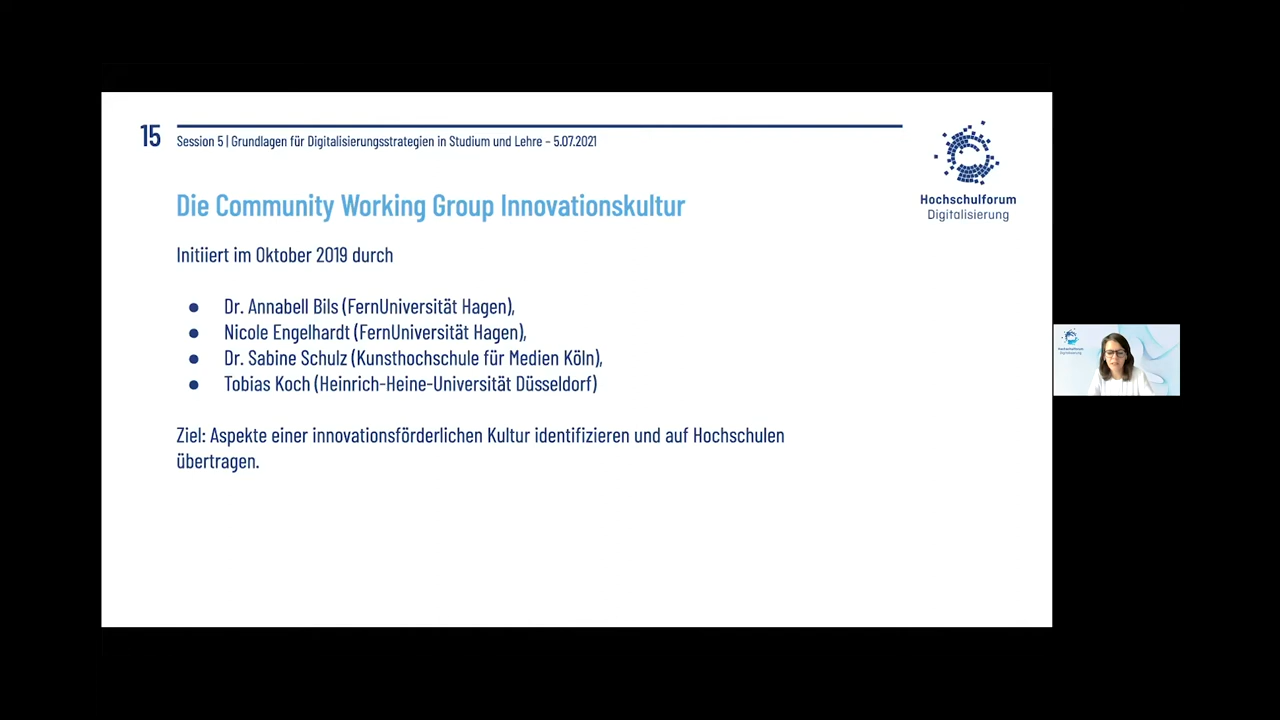 15
Session 5 | Grundlagen für Digitalisierungsstrategien in Studium und Lehre – 5.07.2021
Hochschulforum
Digitalisierung
Die Community Working Group Innovationskultur
Initiiert im Oktober 2019 durch
● Dr. Annabell Bils (FernUniversität Hagen),
● Nicole Engelhardt (FernUniversität Hagen),
● Dr. Sabine Schulz (Kunsthochschule für Medien Köln),
● Tobias Koch (Heinrich-Heine-Universität Düsseldorf)
Ziel: Aspekte einer innovationsförderlichen Kultur identifizieren und auf Hochschulen
übertragen.
Hochschulforum
Digitalisierung